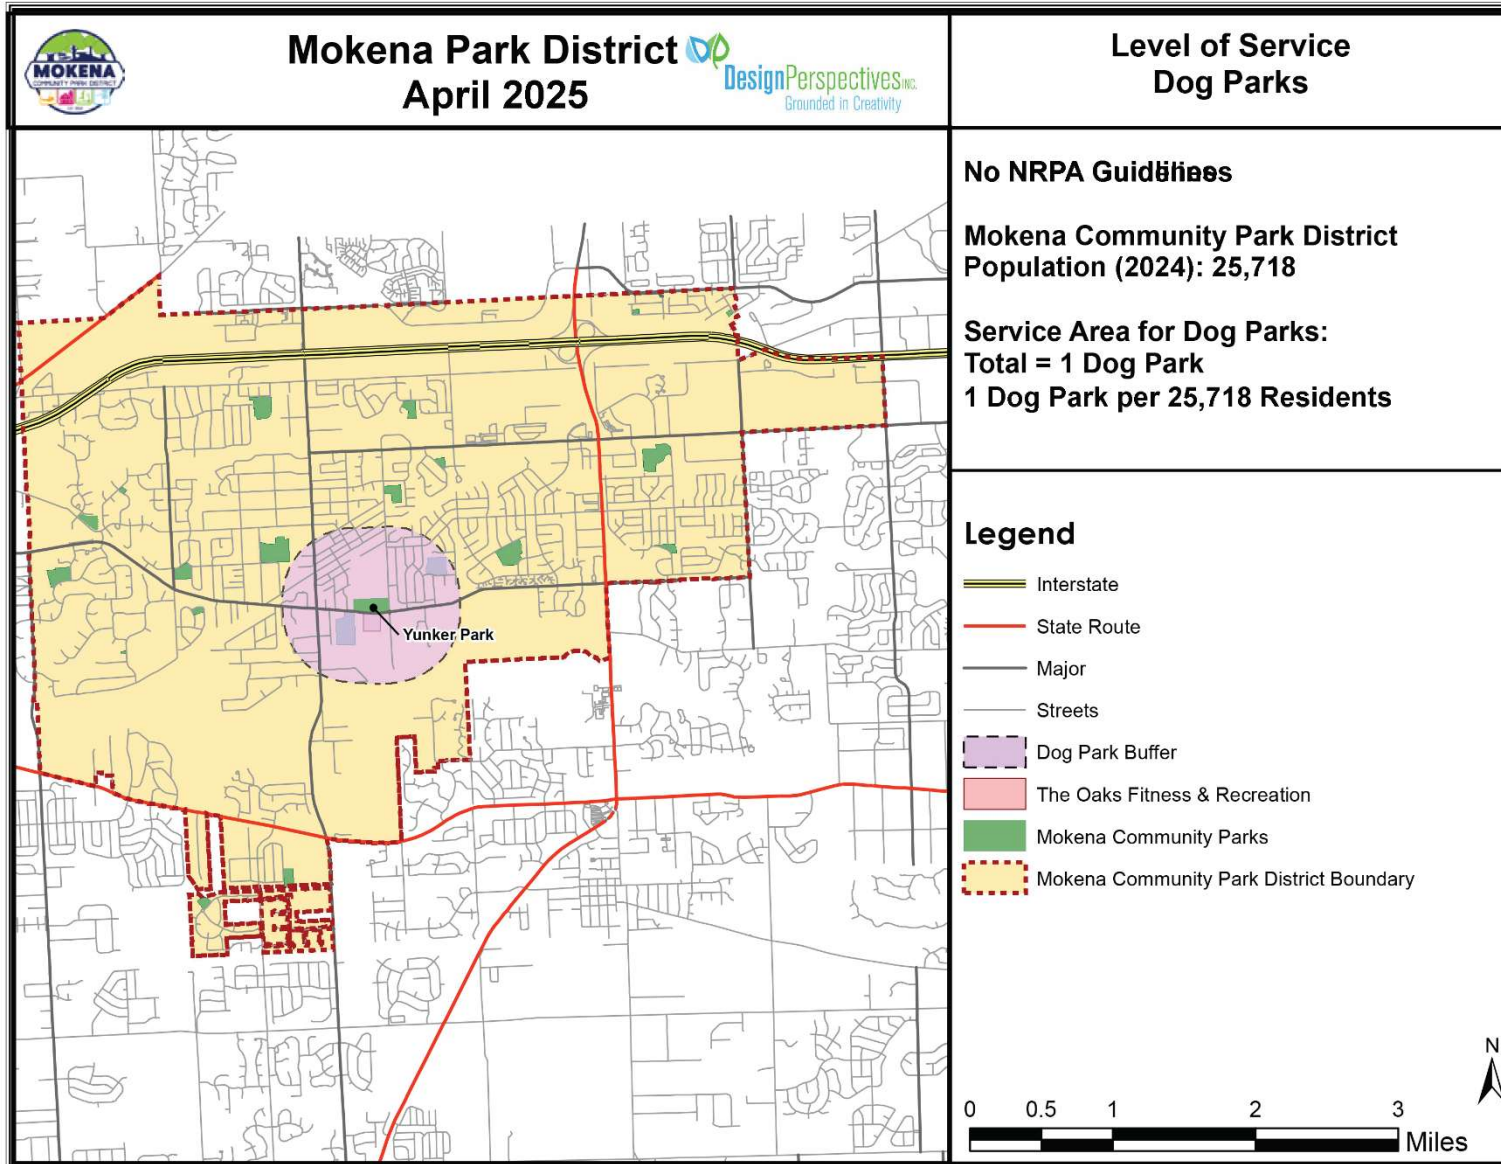 MOKENA
COMMUNITY PARK DISTRICT
Mokena Park District
April 2025
DesignPerspectives INC.
Grounded in Creativity
Level of Service
Dog Parks
No NRPA Guidelines
Mokena Community Park District
Population (2024): 25,718
Service Area for Dog Parks:
Total = 1 Dog Park
1 Dog Park per 25,718 Residents
Yunker Park
Legend
Interstate
State Route
Major
Streets
Dog Park Buffer
The Oaks Fitness & Recreation
Mokena Community Parks
Mokena Community Park District Boundary
N
0 0.5 1 2 3
Miles